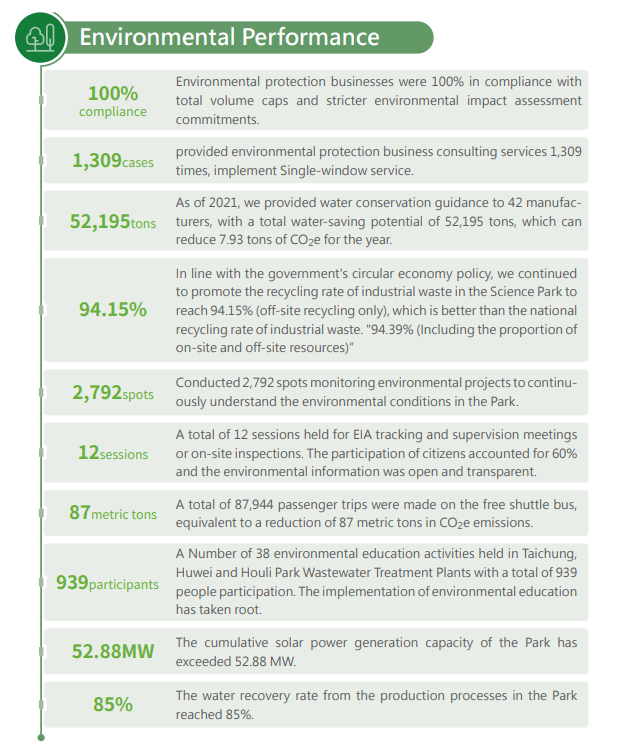 Environmental Performance
100%
compliance
Environmental protection businesses were 100% in compliance with
total volume caps and stricter environmental impact assessment
commitments.
1,309cases
provided environmental protection business consulting services 1,309
times, implement Single-window service.
52,195tons
As of 2021, we provided water conservation guidance to 42 manufac-
turers, with a total water-saving potential of 52,195 tons, which can
reduce 7.93 tons of CO2e for the year.
94.15%
In line with the government's circular economy policy, we continued
to promote the recycling rate of industrial waste in the Science Park to
reach 94.15% (off-site recycling only), which is better than the national
recycling rate of industrial waste. "94.39% (Including the proportion of
on-site and off-site resources)"
2,792spots
Conducted 2,792 spots monitoring environmental projects to continu-
ously understand the environmental conditions in the Park.
12sessions
A total of 12 sessions held for EIA tracking and supervision meetings
or on-site inspections. The participation of citizens accounted for 60%
and the environmental information was open and transparent.
87metric tons
A total of 87,944 passenger trips were made on the free shuttle bus,
equivalent to a reduction of 87 metric tons in CO2e emissions.
939participants
A Number of 38 environmental education activities held in Taichung,
Huwei and Houli Park Wastewater Treatment Plants with a total of 939
people participation. The implementation of environmental education
has taken root.
52.88MW
The cumulative solar power generation capacity of the Park has
exceeded 52.88 MW.
85%
The water recovery rate from the production processes in the Park
reached 85%.